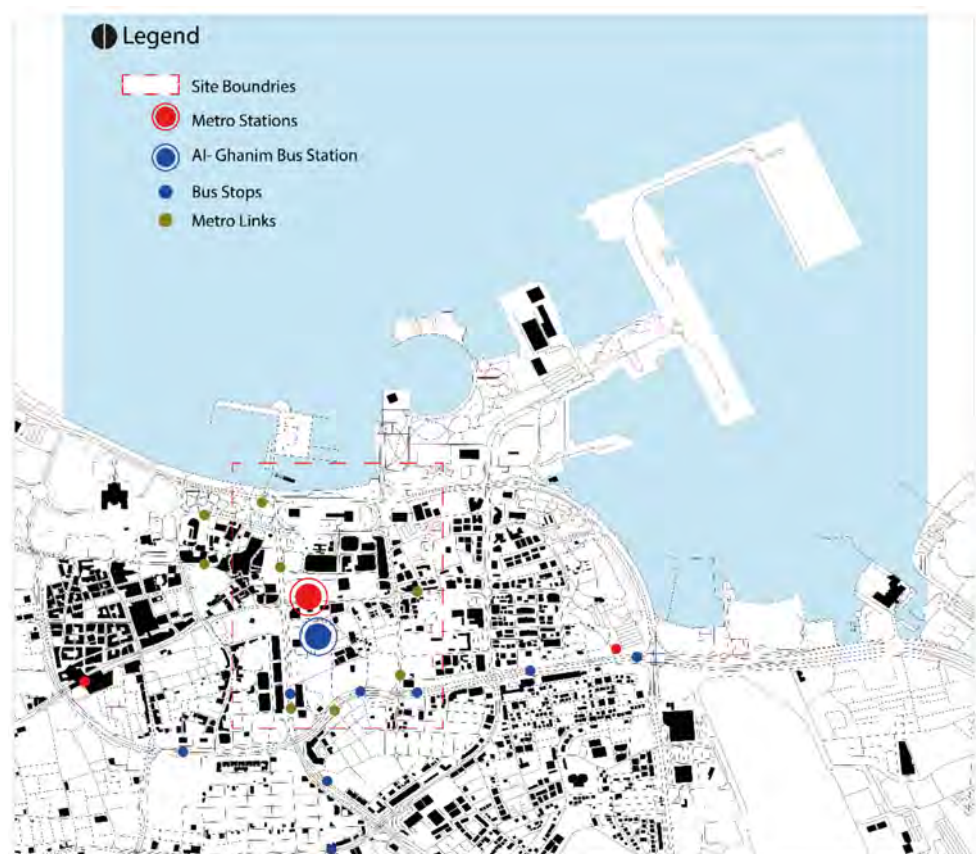 Legend
Site Boundries
Metro Stations
Al- Ghanim Bus Station
Bus Stops
Metro Links